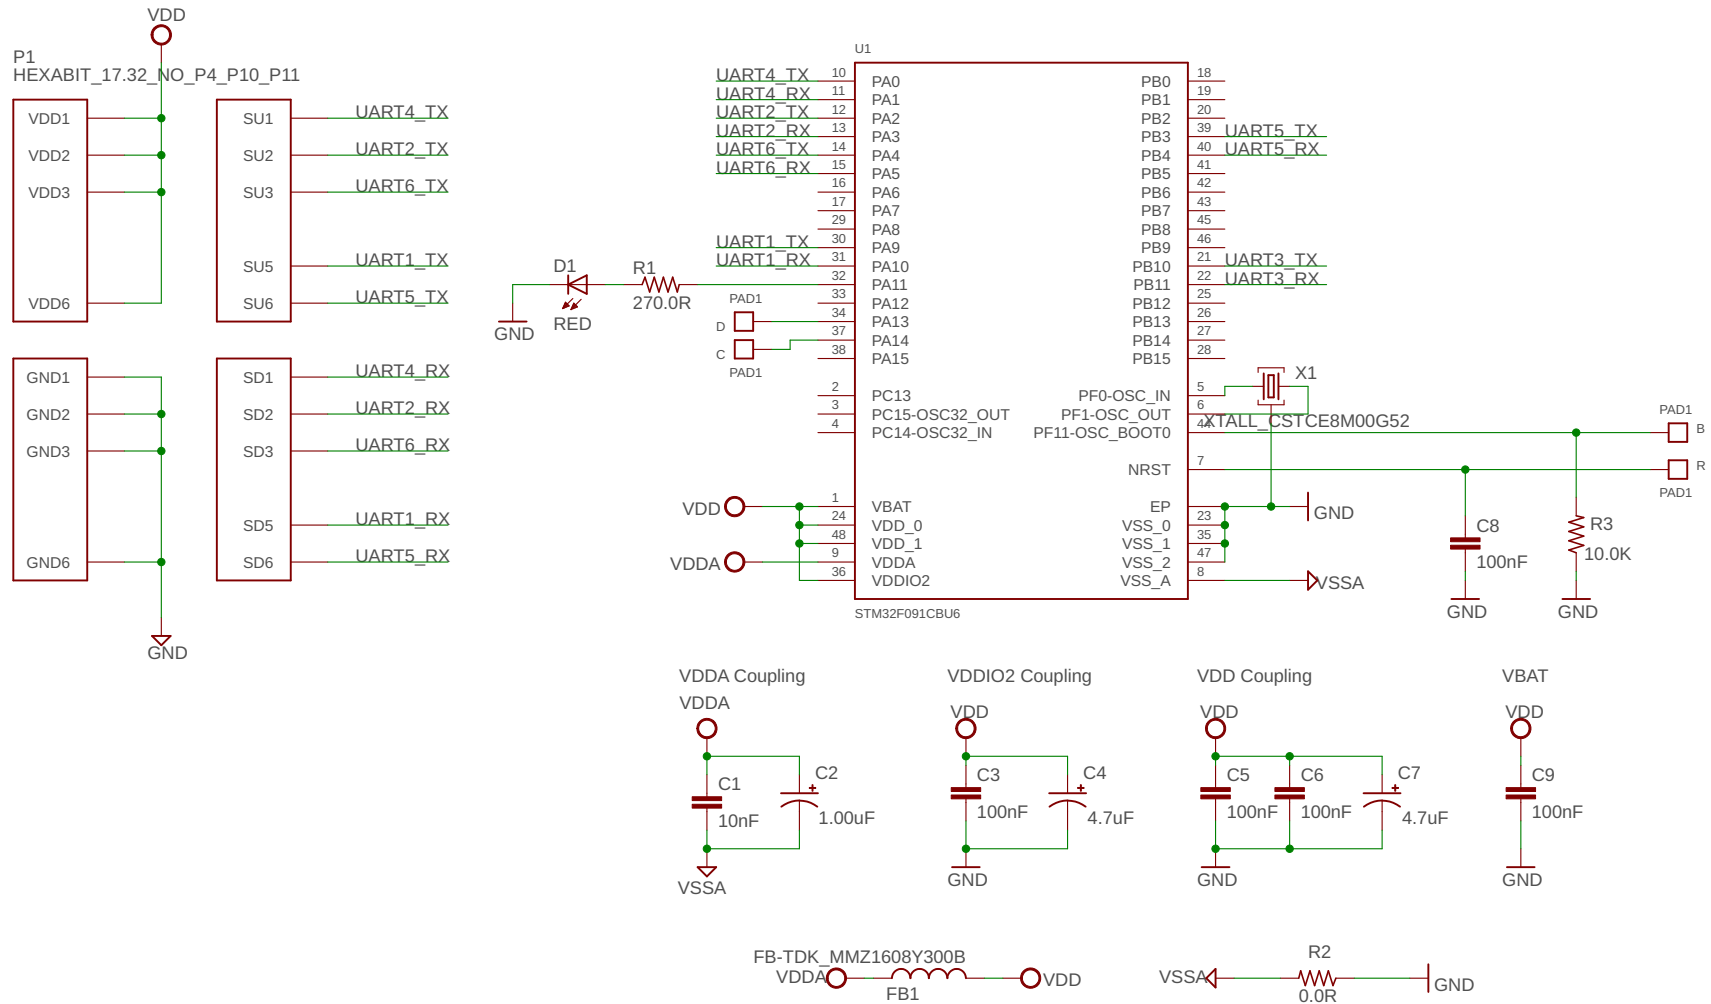 VDD
P1
HEXABIT_17.32_NO_P4_P10_P11
VDD1
VDD2
VDD3
VDD6
SU1 UART4_TX
SU2 UART2_TX
SU3 UART6_TX
SU5 UART1_TX
SU6 UART5_TX
GND1
GND2
GND3
GND6
SD1 UART4_RX
SD2 UART2_RX
SD3 UART6_RX
SD5 UART1_RX
SD6 UART5_RX
GND
U1
UART4_TX 10 PA0
UART4_RX 11 PA1
UART2_TX 12 PA2
UART2_RX 13 PA3
UART6_TX 14 PA4
UART6_RX 15 PA5
16 PA6
17 PA7
29 PA8
UART1_TX 30 PA9
UART1_RX 31 PA10
32 PA11
33 PA12
34 PA13
37 PA14
38 PA15
2 PC13
3 PC15-OSC32_OUT
4 PC14-OSC32_IN
1 VBAT
24 VDD_0
48 VDD_1
9 VDDA
36 VDDIO2
D1
RED
GND
R1
270.0R
PAD1
D
C
PAD1
VDD
VDDA
PB0 18
PB1 19
PB2 20
PB3 39 UART5_TX
PB4 40 UART5_RX
PB5 41
PB6 42
PB7 43
PB8 45
PB9 46
PB10 21 UART3_TX
PB11 22 UART3_RX
PB12 25
PB13 26
PB14 27
PB15 28
PF0-OSC_IN 5
PF1-OSC_OUT 6
PF11-OSC_BOOT0 44
NRST 7
EP
VSS_0 23
VSS_1 35
VSS_2 47
VSS_A 8
STM32F091CBU6
X1
XTALL_CSTCE8M00G52
GND
VSSA
PAD1
B
R
PAD1
C8
100nF
GND
R3
10.0K
GND
VDDA Coupling
VDDA
C1
10nF
C2
1.00uF
VSSA
VDDIO2 Coupling
VDD
C3
100nF
C4
4.7uF
GND
VDD Coupling
VDD
C5
100nF
C6
100nF
C7
4.7uF
GND
VBAT
VDD
C9
100nF
GND
FB-TDK_MMZ1608Y300B
VDDA
VDD
FB1
R2
VSSA
GND
0.0R